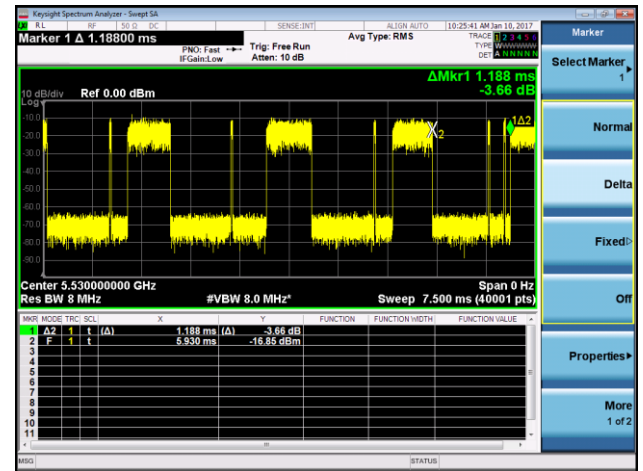 Keysight Spectrum Analyzer - Swept SA
RL RF 50 Ω DC SENSE:INT ALIGN AUTO 10:25:41 AM Jan 10, 2017
Marker 1 Δ 1.18800 ms
PNO: Fast
IFGain:Low
Trig: Free Run
Atten: 10 dB
Avg Type: RMS
TRACE 1 2 3 4 5 6
TYPE WWWWWW
DET A N N N N N
ΔMkr1 1.188 ms
-3.66 dB
10 dB/div Ref 0.00 dBm
Log
-10.0
-20.0
-30.0
-40.0
-50.0
-60.0
-70.0
-80.0
-90.0
X2
1Δ2
Center 5.530000000 GHz Span 0 Hz
Res BW 8 MHz #VBW 8.0 MHz* Sweep 7.500 ms (40001 pts)
MKR MODE TRC SCL X Y FUNCTION FUNCTION WIDTH FUNCTION VALUE
1 Δ2 1 t (Δ) 1.188 ms (Δ) -3.66 dB
2 F 1 t 5.930 ms -16.85 dBm
3
4
5
6
7
8
9
10
11
MSG STATUS
Marker
Select Marker
1
Normal
Delta
Fixed
Off
Properties
More
1 of 2